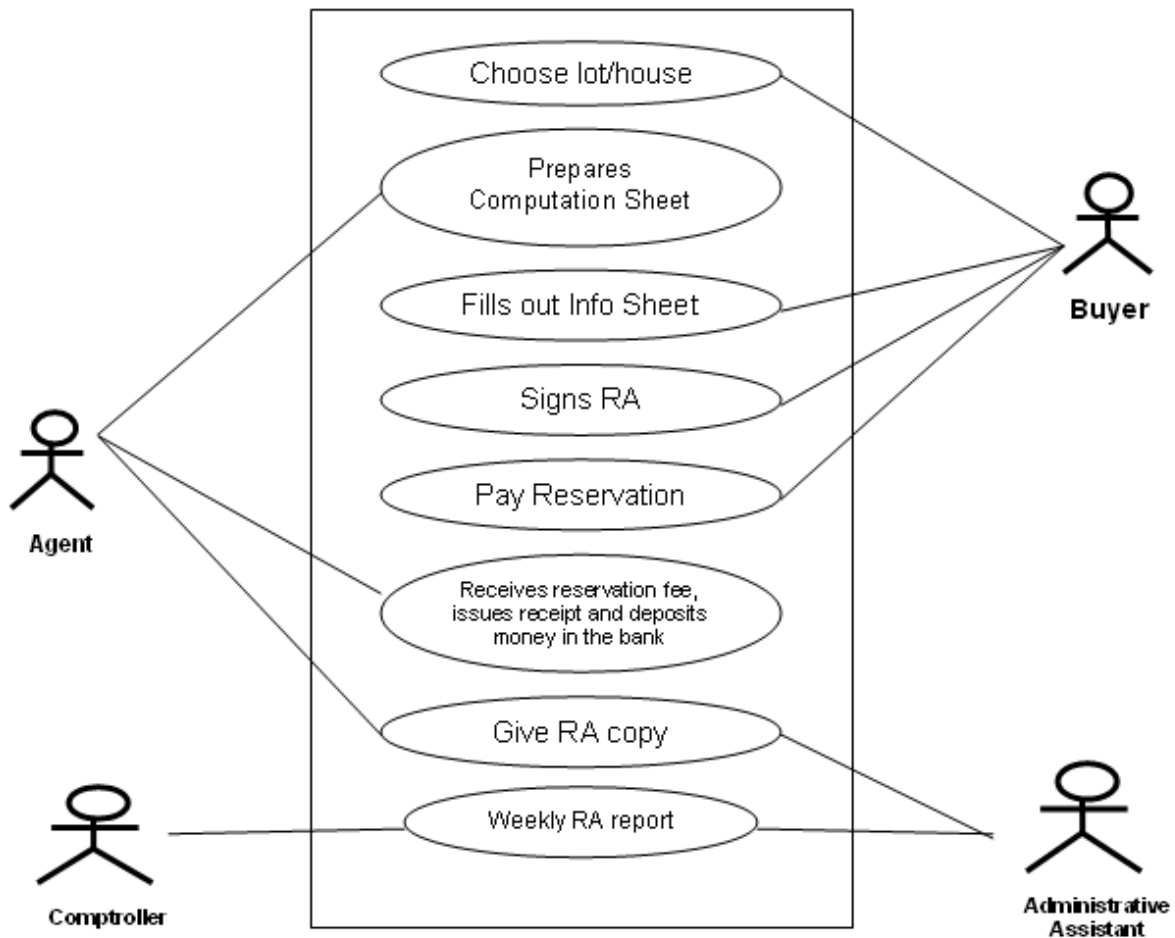 Choose lot/house
Prepares
Computation Sheet
Fills out Info Sheet
Buyer
Signs RA
Pay Reservation
Agent
Receives reservation fee,
issues receipt and deposits
money in the bank
Give RA copy
Weekly RA report
Comptroller
Administrative
Assistant